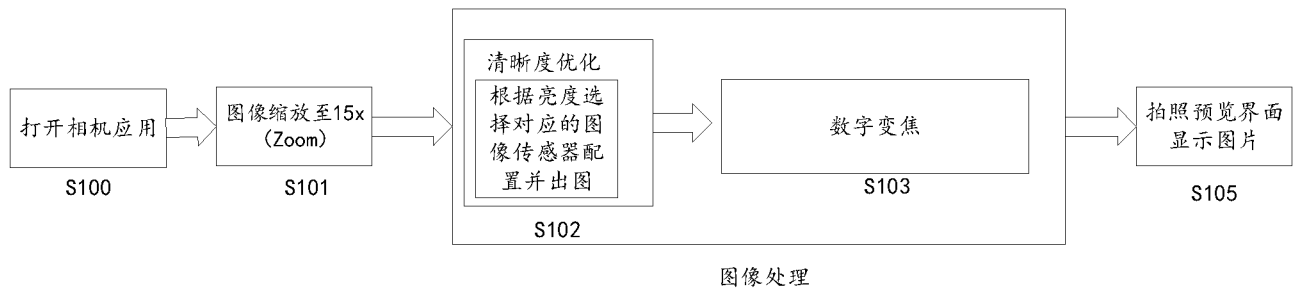 打开相机应用
S100
图像缩放至15x
(Zoom)
S101
清晰度优化
根据亮度选
择对应的图
像传感器配
置并出图
S102
数字变焦
S103
图像处理
拍照预览界面
显示图片
S105